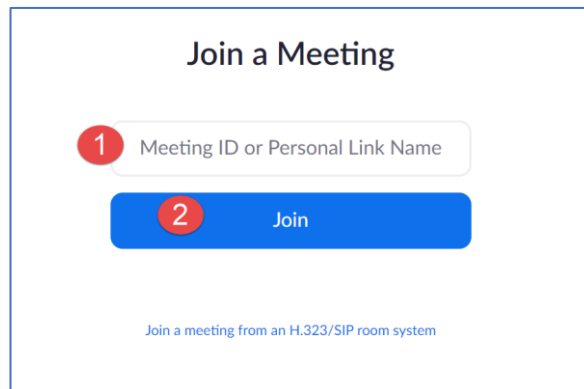 Join a Meeting
1 Meeting ID or Personal Link Name
2 Join
Join a meeting from an H.323/SIP room system